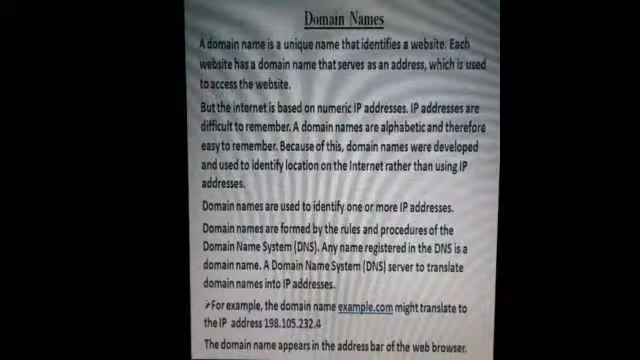 Domain Names
A domain name is a unique name that identifies a website. Each
website has a domain name that serves as an address, which is used
to access the website.
But the internet is based on numeric IP addresses. IP addresses are
difficult to remember. A domain names are alphabetic and therefore
easy to remember. Because of this, domain names were developed
and used to identify location on the Internet rather than using IP
addresses.
Domain names are used to identify one or more IP addresses.
Domain names are formed by the rules and procedures of the
Domain Name System (DNS). Any name registered in the DNS is a
domain name. A Domain Name System (DNS) server to translate
domain names into IP addresses.
➢For example, the domain name example.com might translate to
the IP address 198.105.232.4
The domain name appears in the address bar of the web browser.